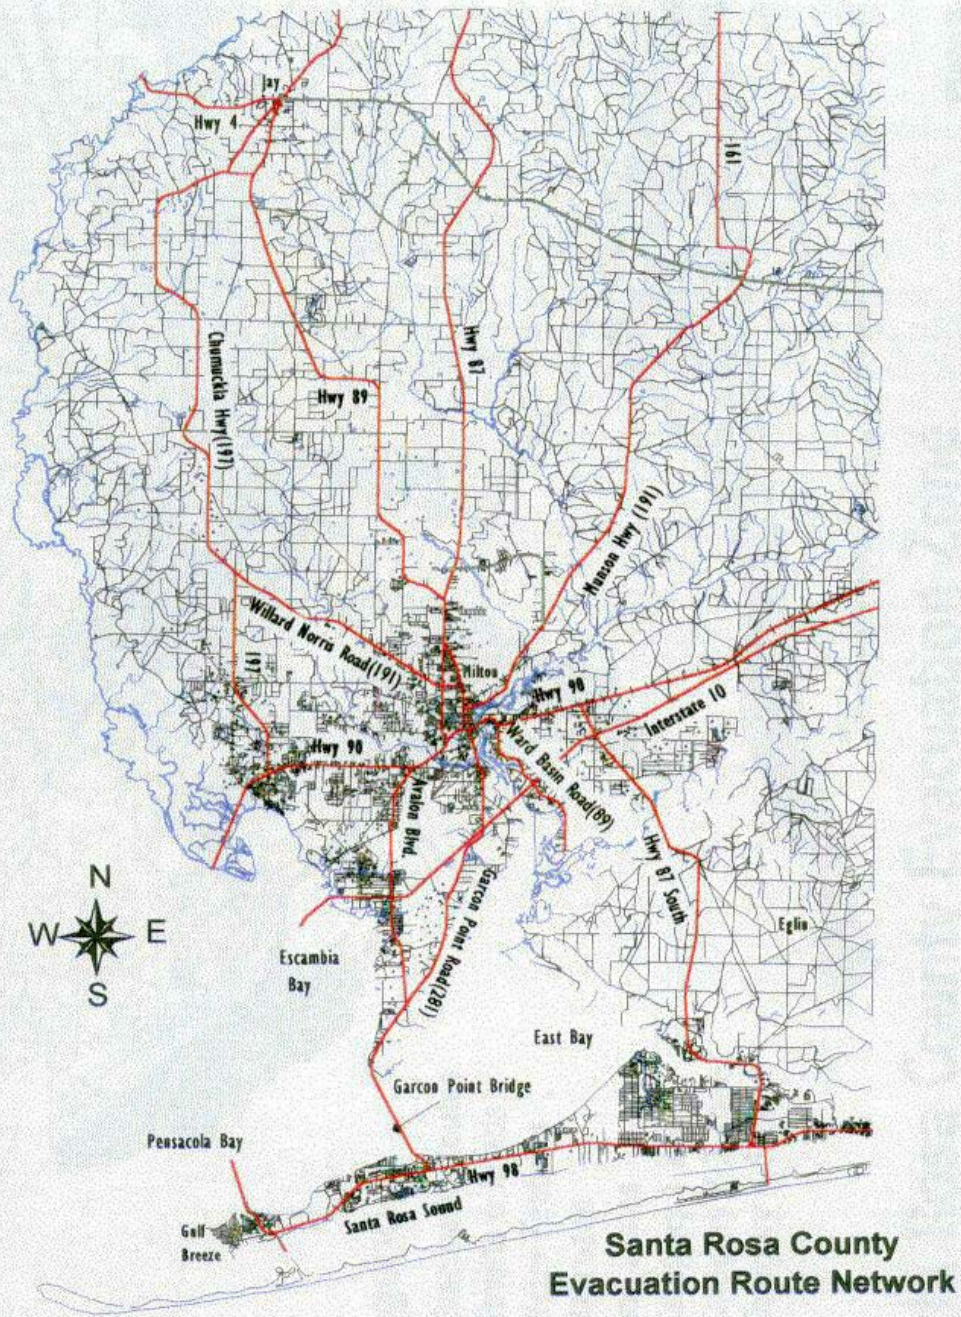 Jay
Hwy 4
191
Hwy 87
Chumuckla Hwy(197)
Hwy 89
Munson Hwy (191)
Willard Norris Road(191)
197
Milton
Hwy 90
Interstate 10
Hwy 90
Ward Basin Road(89)
Avalon Blvd.
Hwy 87 South
Garcon Point Road(281)
Eglin
N
W E
S
Escambia
Bay
East Bay
Garcon Point Bridge
Pensacola Bay
Hwy 98
Santa Rosa Sound
Gulf
Breeze
Santa Rosa County
Evacuation Route Network